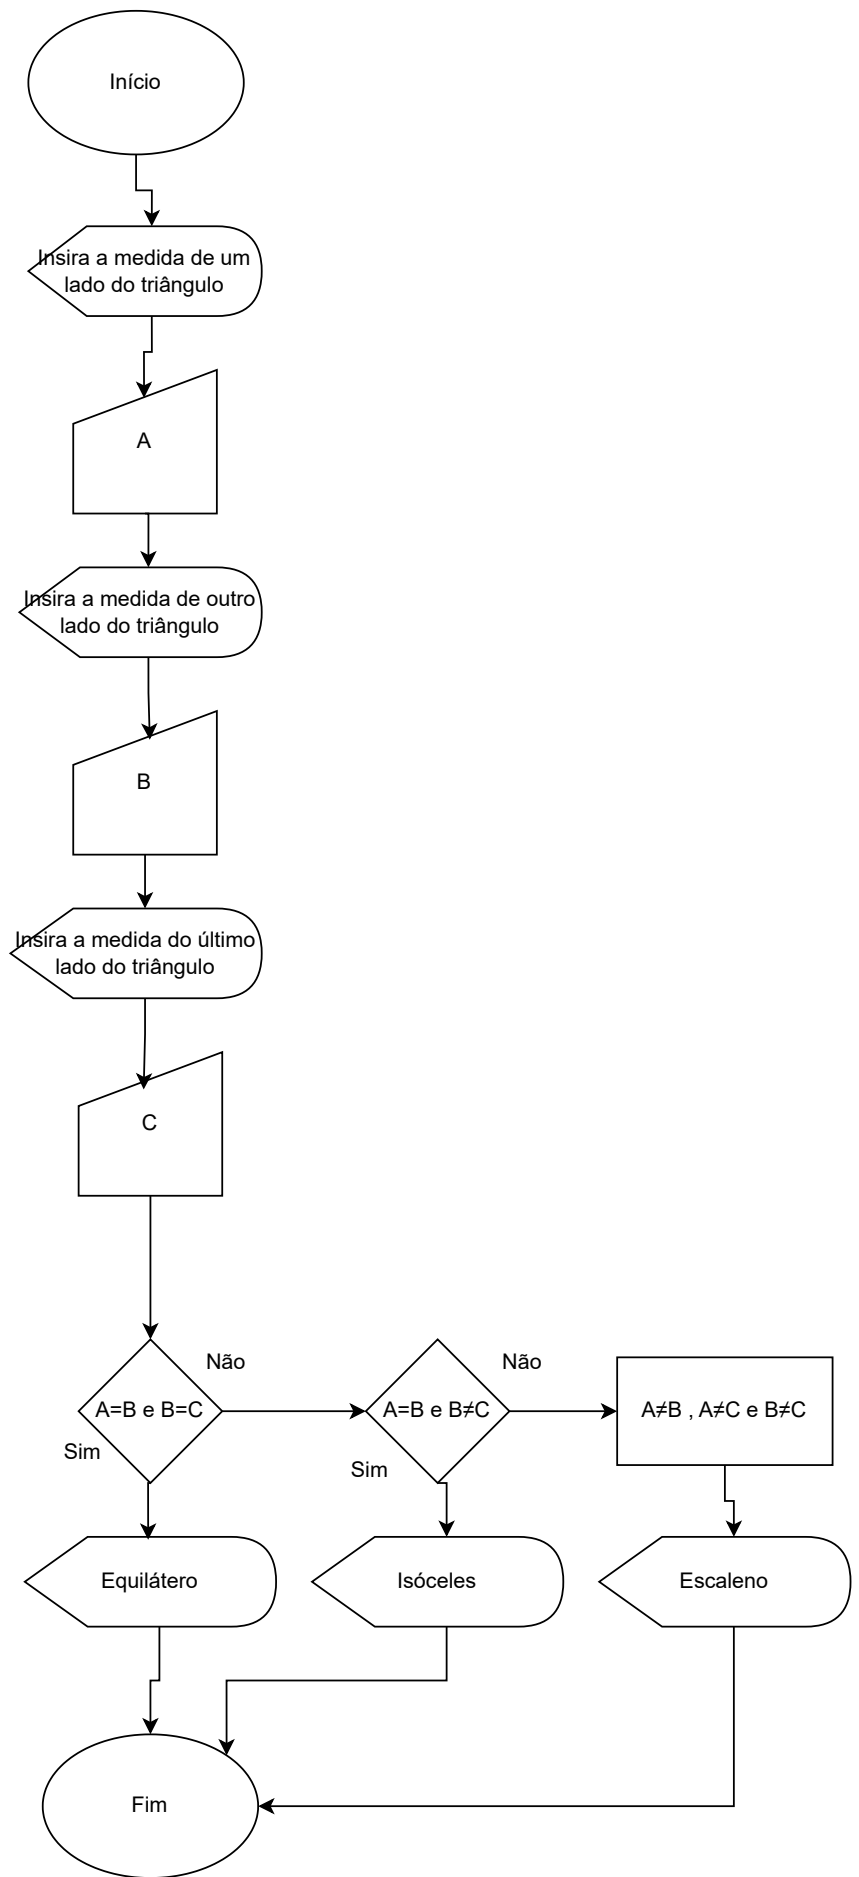 Início
Insira a medida de um
lado do triângulo
A
Insira a medida de outro
lado do triângulo
B
Insira a medida do último
lado do triângulo
C
A=B e B=C
Não
Sim
A=B e B≠C
Não
Sim
A≠B , A≠C e B≠C
Equilátero
Isóceles
Escaleno
Fim